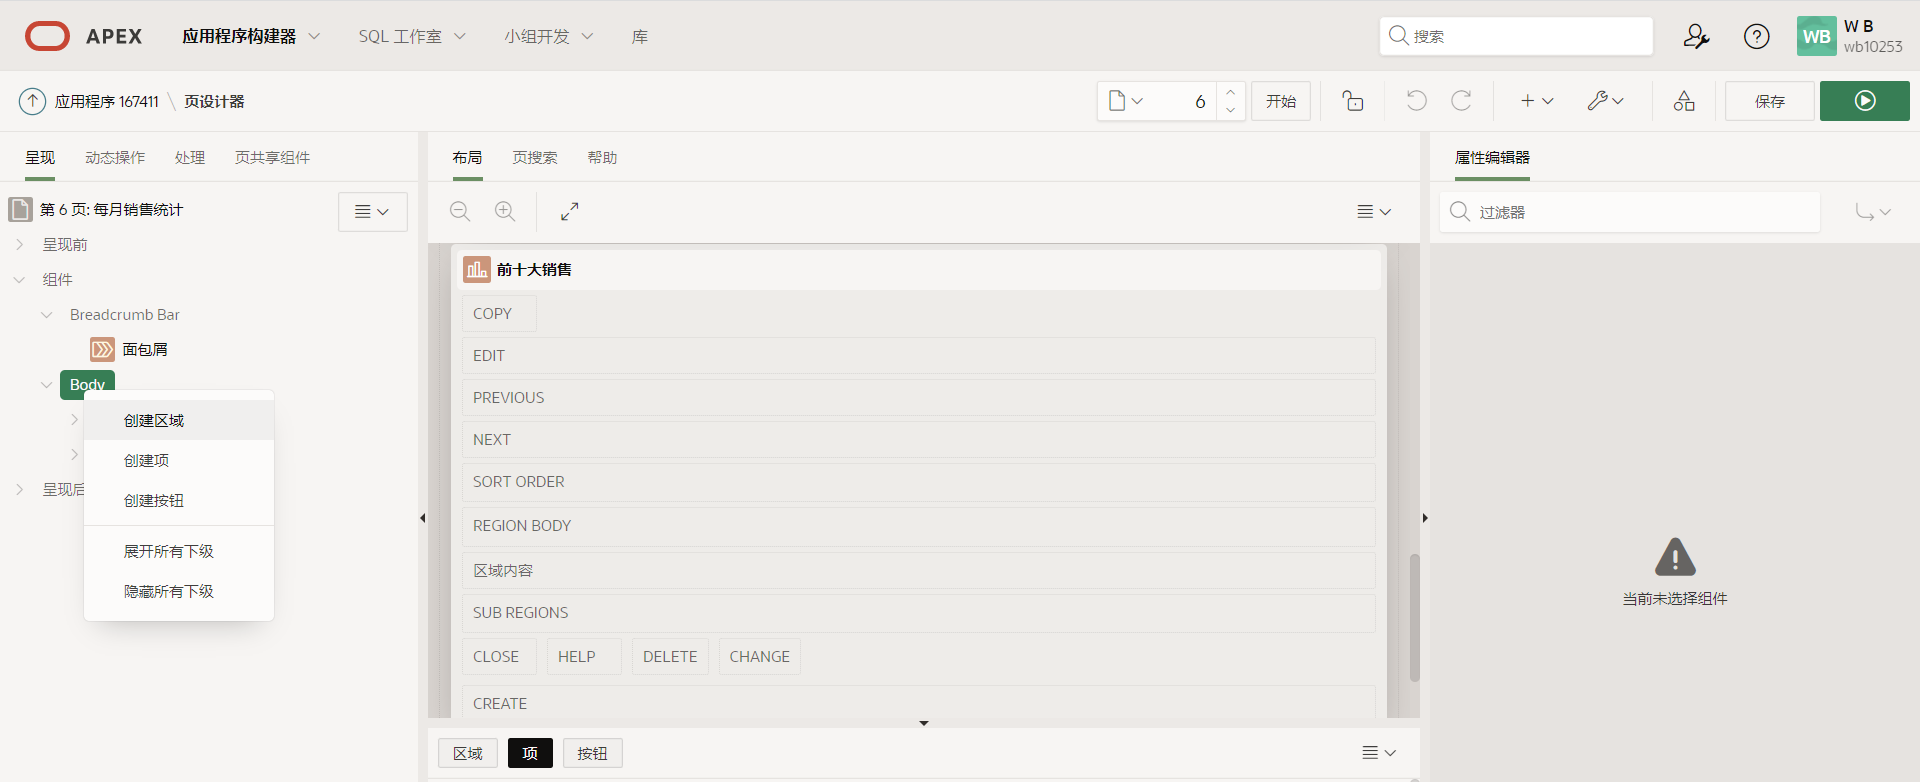 APEX
应用程序构建器
SQL 工作室
小组开发
库
搜索
WB
W B
wb10253
应用程序 167411 \ 页设计器
6
开始
保存
呈现
动态操作
处理
页共享组件
布局
页搜索
帮助
属性编辑器
第 6 页: 每月销售统计
过滤器
呈现前
组件
Breadcrumb Bar
面包屑
Body
创建区域
创建项
创建按钮
呈现后
展开所有下级
隐藏所有下级
前十大销售
COPY
EDIT
PREVIOUS
NEXT
SORT ORDER
REGION BODY
区域内容
SUB REGIONS
CLOSE
HELP
DELETE
CHANGE
CREATE
区域
项
按钮
当前未选择组件